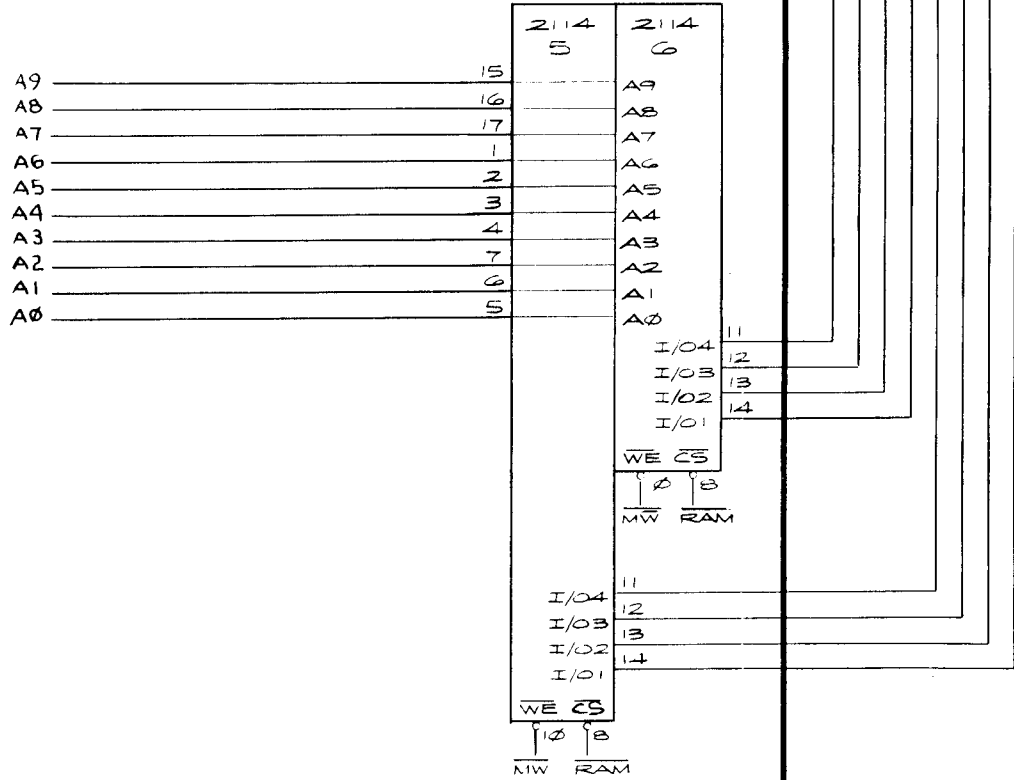 2114 2114
5 6
A9 15 A9
A8 16 A8
A7 17 A7
A6 1 A6
A5 2 A5
A4 3 A4
A3 4 A3
A2 7 A2
A1 6 A1
AØ 5 AØ
I/O4 11
I/O3 12
I/O2 13
I/O1 14
WE CS
Ø 8
MW RAM
I/O4 11
I/O3 12
I/O2 13
I/O1 14
WE CS
1Ø 8
MW RAM